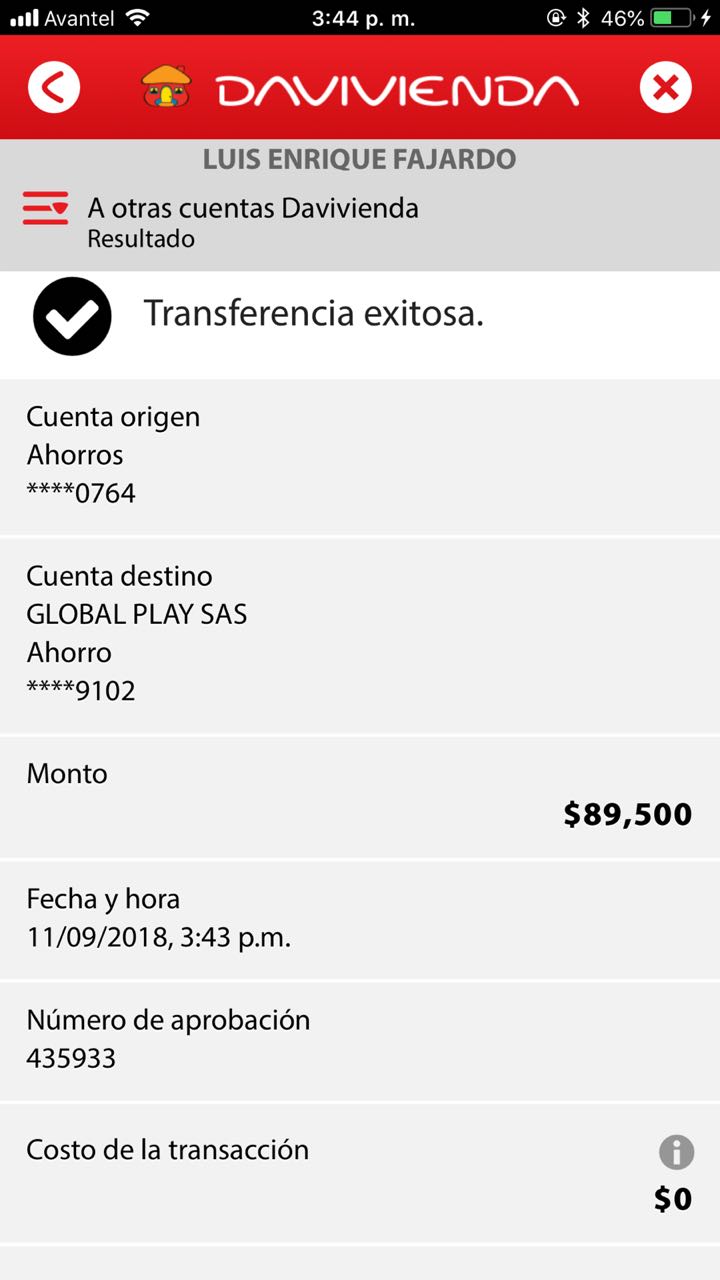 Avantel 3:44 p. m. 46%
DAVIVIENDA
LUIS ENRIQUE FAJARDO
A otras cuentas Davivienda
Resultado
Transferencia exitosa.
Cuenta origen
Ahorros
****0764
Cuenta destino
GLOBAL PLAY SAS
Ahorro
****9102
Monto
$89,500
Fecha y hora
11/09/2018, 3:43 p.m.
Número de aprobación
435933
Costo de la transacción
$0